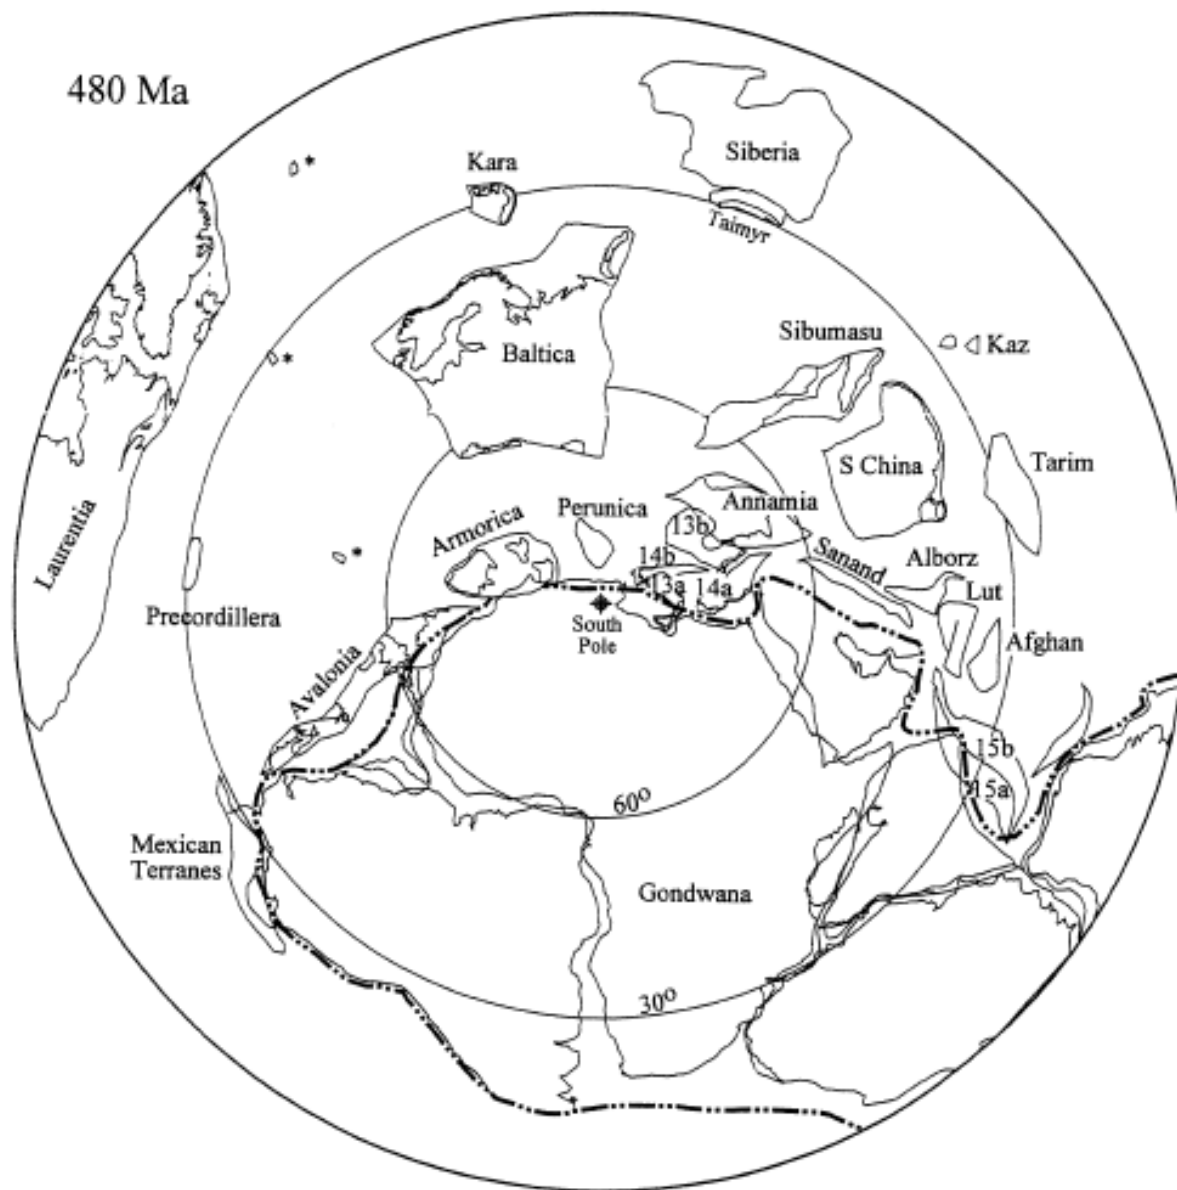 480 Ma
*
Kara
Siberia
Taimyr
Baltica
*
Sibumasu
Kaz
S China
Tarim
Laurentia
Armorica
Perunica
Annamia
13b
*
14b
13a
14a
Sanand
Alborz
Lut
Precordillera
South
Pole
Afghan
Avalonia
15b
15a
60°
Mexican
Terranes
Gondwana
30°